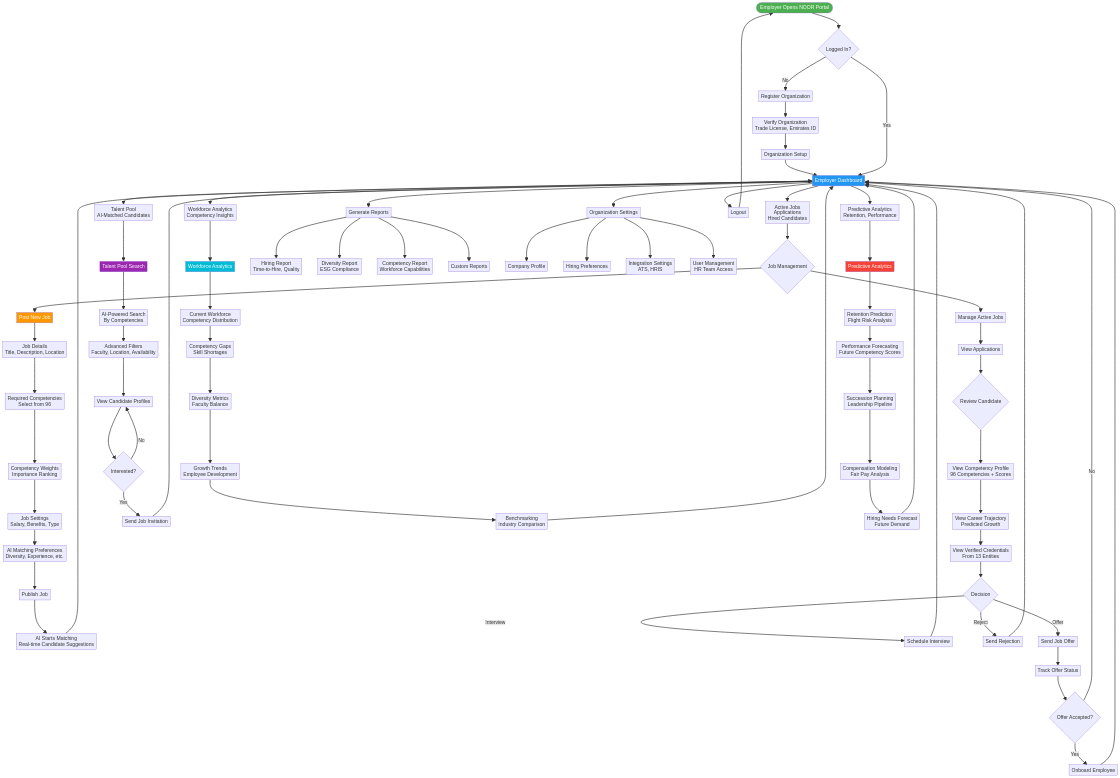 Employer Opens NDOR Portal
Logged In?
No
Yes
Register Organization
Verify Organization
Trade License, Emirates ID
Organization Setup
Employer Dashboard
Talent Pool
AI-Matched Candidates
Workforce Analytics
Competency Insights
Generate Reports
Organization Settings
Logout
Active Jobs
Applications
Hired Candidates
Predictive Analytics
Retention, Performance
Talent Pool Search
Workforce Analytics
Hiring Report
Time-to-Hire, Quality
Diversity Report
ESG Compliance
Competency Report
Workforce Capabilities
Custom Reports
Company Profile
Hiring Preferences
Integration Settings
ATS, HRIS
User Management
HR Team Access
Job Management
Predictive Analytics
Post New Job
AI-Powered Search
By Competencies
Current Workforce
Competency Distribution
Retention Prediction
Flight Risk Analysis
Manage Active Jobs
Job Details
Title, Description, Location
Advanced Filters
Faculty, Location, Availability
Competency Gaps
Skill Shortages
Performance Forecasting
Future Competency Scores
View Applications
Required Competencies
Select from 96
View Candidate Profiles
Diversity Metrics
Faculty Balance
Succession Planning
Leadership Pipeline
Review Candidate
No
Competency Weights
Importance Ranking
Interested?
Growth Trends
Employee Development
Compensation Modeling
Fair Pay Analysis
View Competency Profile
96 Competencies + Scores
No
Yes
Job Settings
Salary, Benefits, Type
Send Job Invitation
Benchmarking
Industry Comparison
Hiring Needs Forecast
Future Demand
View Career Trajectory
Predicted Growth
AI Matching Preferences
Diversity, Experience, etc.
View Verified Credentials
From 13 Entities
Publish Job
Decision
Interview
Reject
Offer
AI Starts Matching
Real-time Candidate Suggestions
Schedule Interview
Send Rejection
Send Job Offer
Track Offer Status
Offer Accepted?
Yes
Onboard Employee